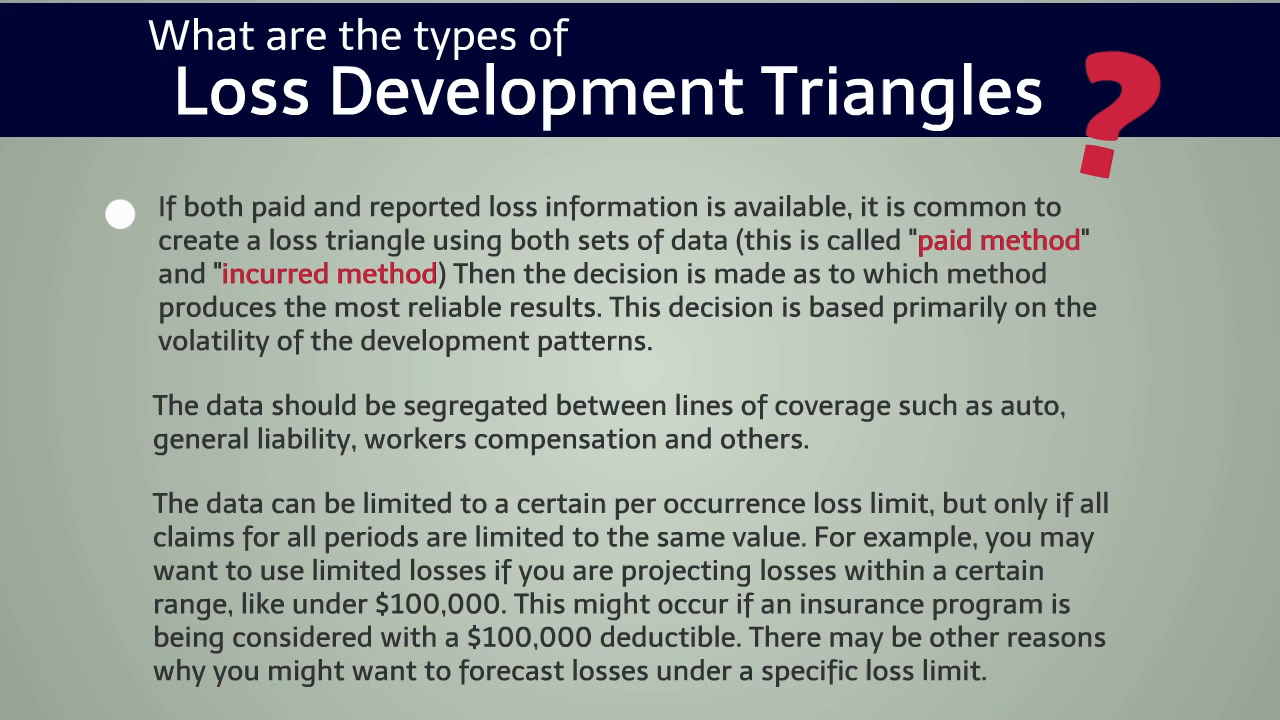 What are the types of
Loss Development Triangles ?
If both paid and reported loss information is available, it is common to
create a loss triangle using both sets of data (this is called "paid method"
and "incurred method) Then the decision is made as to which method
produces the most reliable results. This decision is based primarily on the
volatility of the development patterns.
The data should be segregated between lines of coverage such as auto,
general liability, workers compensation and others.
The data can be limited to a certain per occurrence loss limit, but only if all
claims for all periods are limited to the same value. For example, you may
want to use limited losses if you are projecting losses within a certain
range, like under $100,000. This might occur if an insurance program is
being considered with a $100,000 deductible. There may be other reasons
why you might want to forecast losses under a specific loss limit.